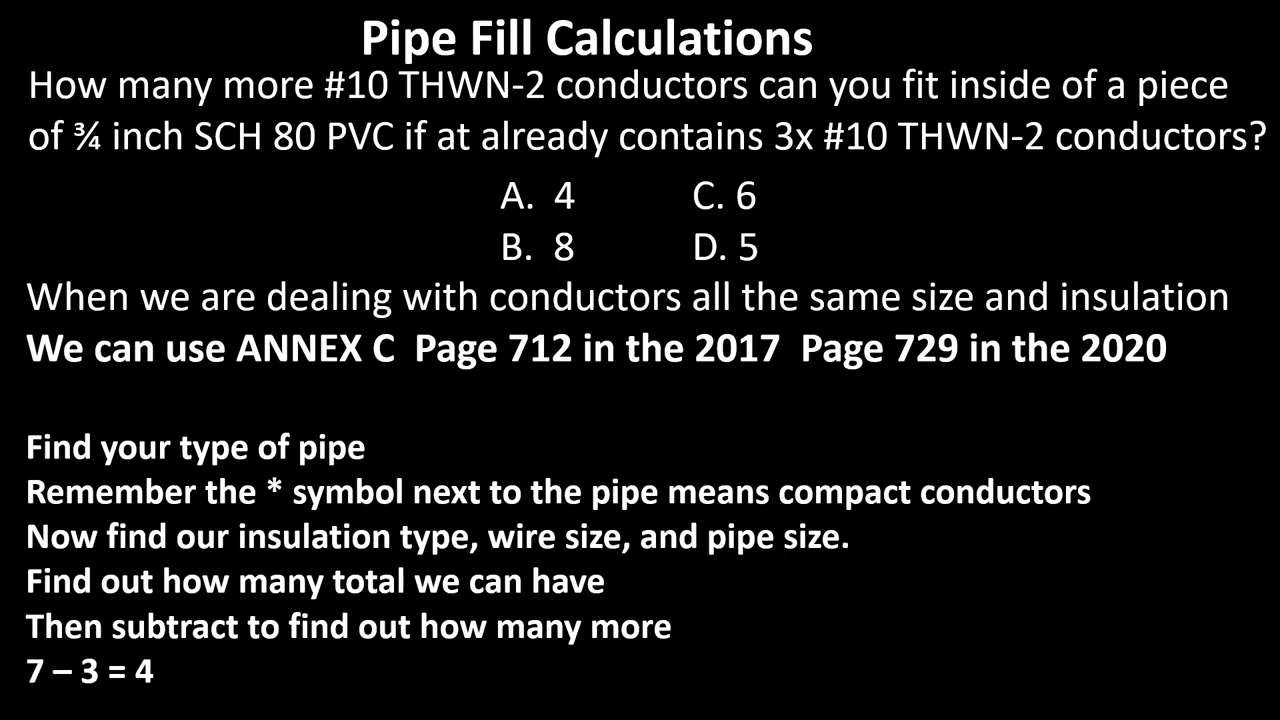 Pipe Fill Calculations
How many more #10 THWN-2 conductors can you fit inside of a piece
of ¾ inch SCH 80 PVC if at already contains 3x #10 THWN-2 conductors?
A. 4 C. 6
B. 8 D. 5
When we are dealing with conductors all the same size and insulation
We can use ANNEX C Page 712 in the 2017 Page 729 in the 2020
Find your type of pipe
Remember the * symbol next to the pipe means compact conductors
Now find our insulation type, wire size, and pipe size.
Find out how many total we can have
Then subtract to find out how many more
7 – 3 = 4